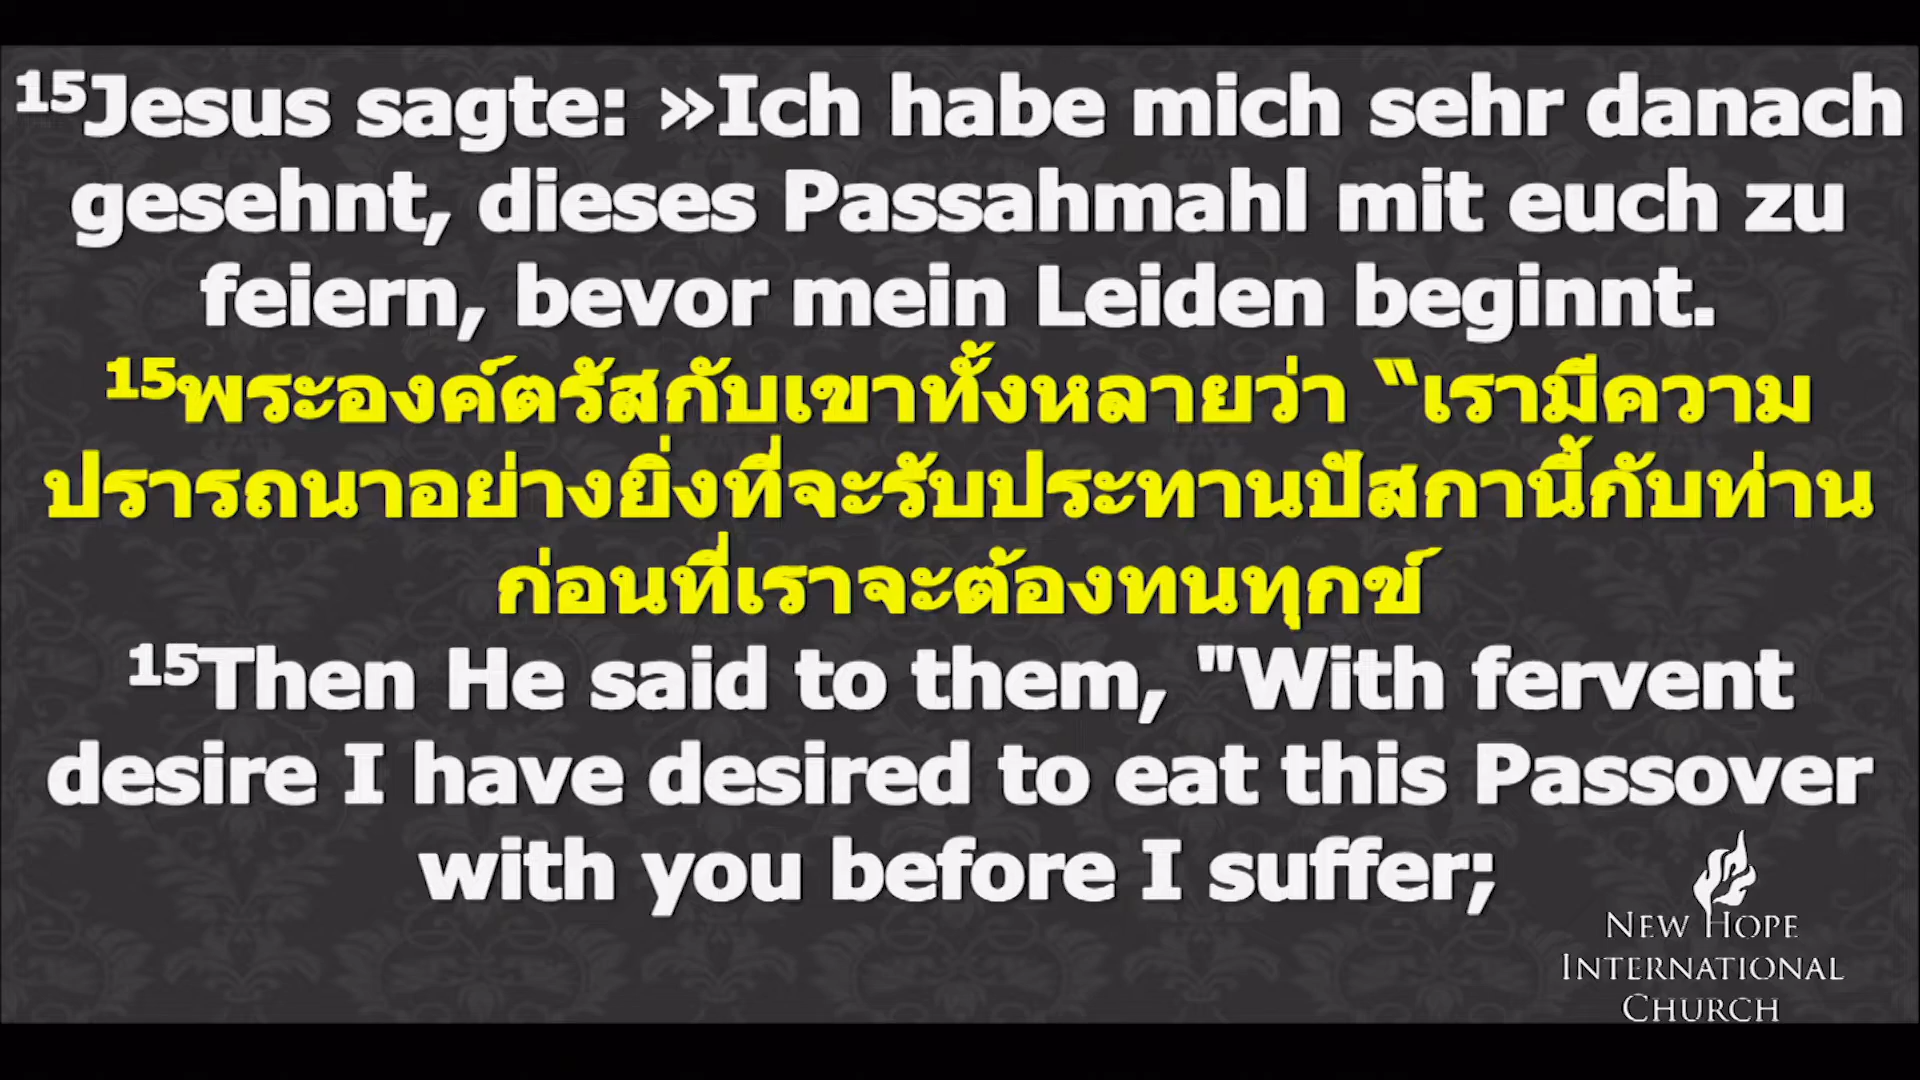 15Jesus sagte: »Ich habe mich sehr danach
gesehnt, dieses Passahmahl mit euch zu
feiern, bevor mein Leiden beginnt.
15พระองค์ตรัสกับเขาทั้งหลายว่า “เรามีความ
ปรารถนาอย่างยิ่งที่จะรับประทานปัสกานี้กับท่าน
ก่อนที่เราจะต้องทนทุกข์
15Then He said to them, "With fervent
desire I have desired to eat this Passover
with you before I suffer;
NEW HOPE
INTERNATIONAL
CHURCH